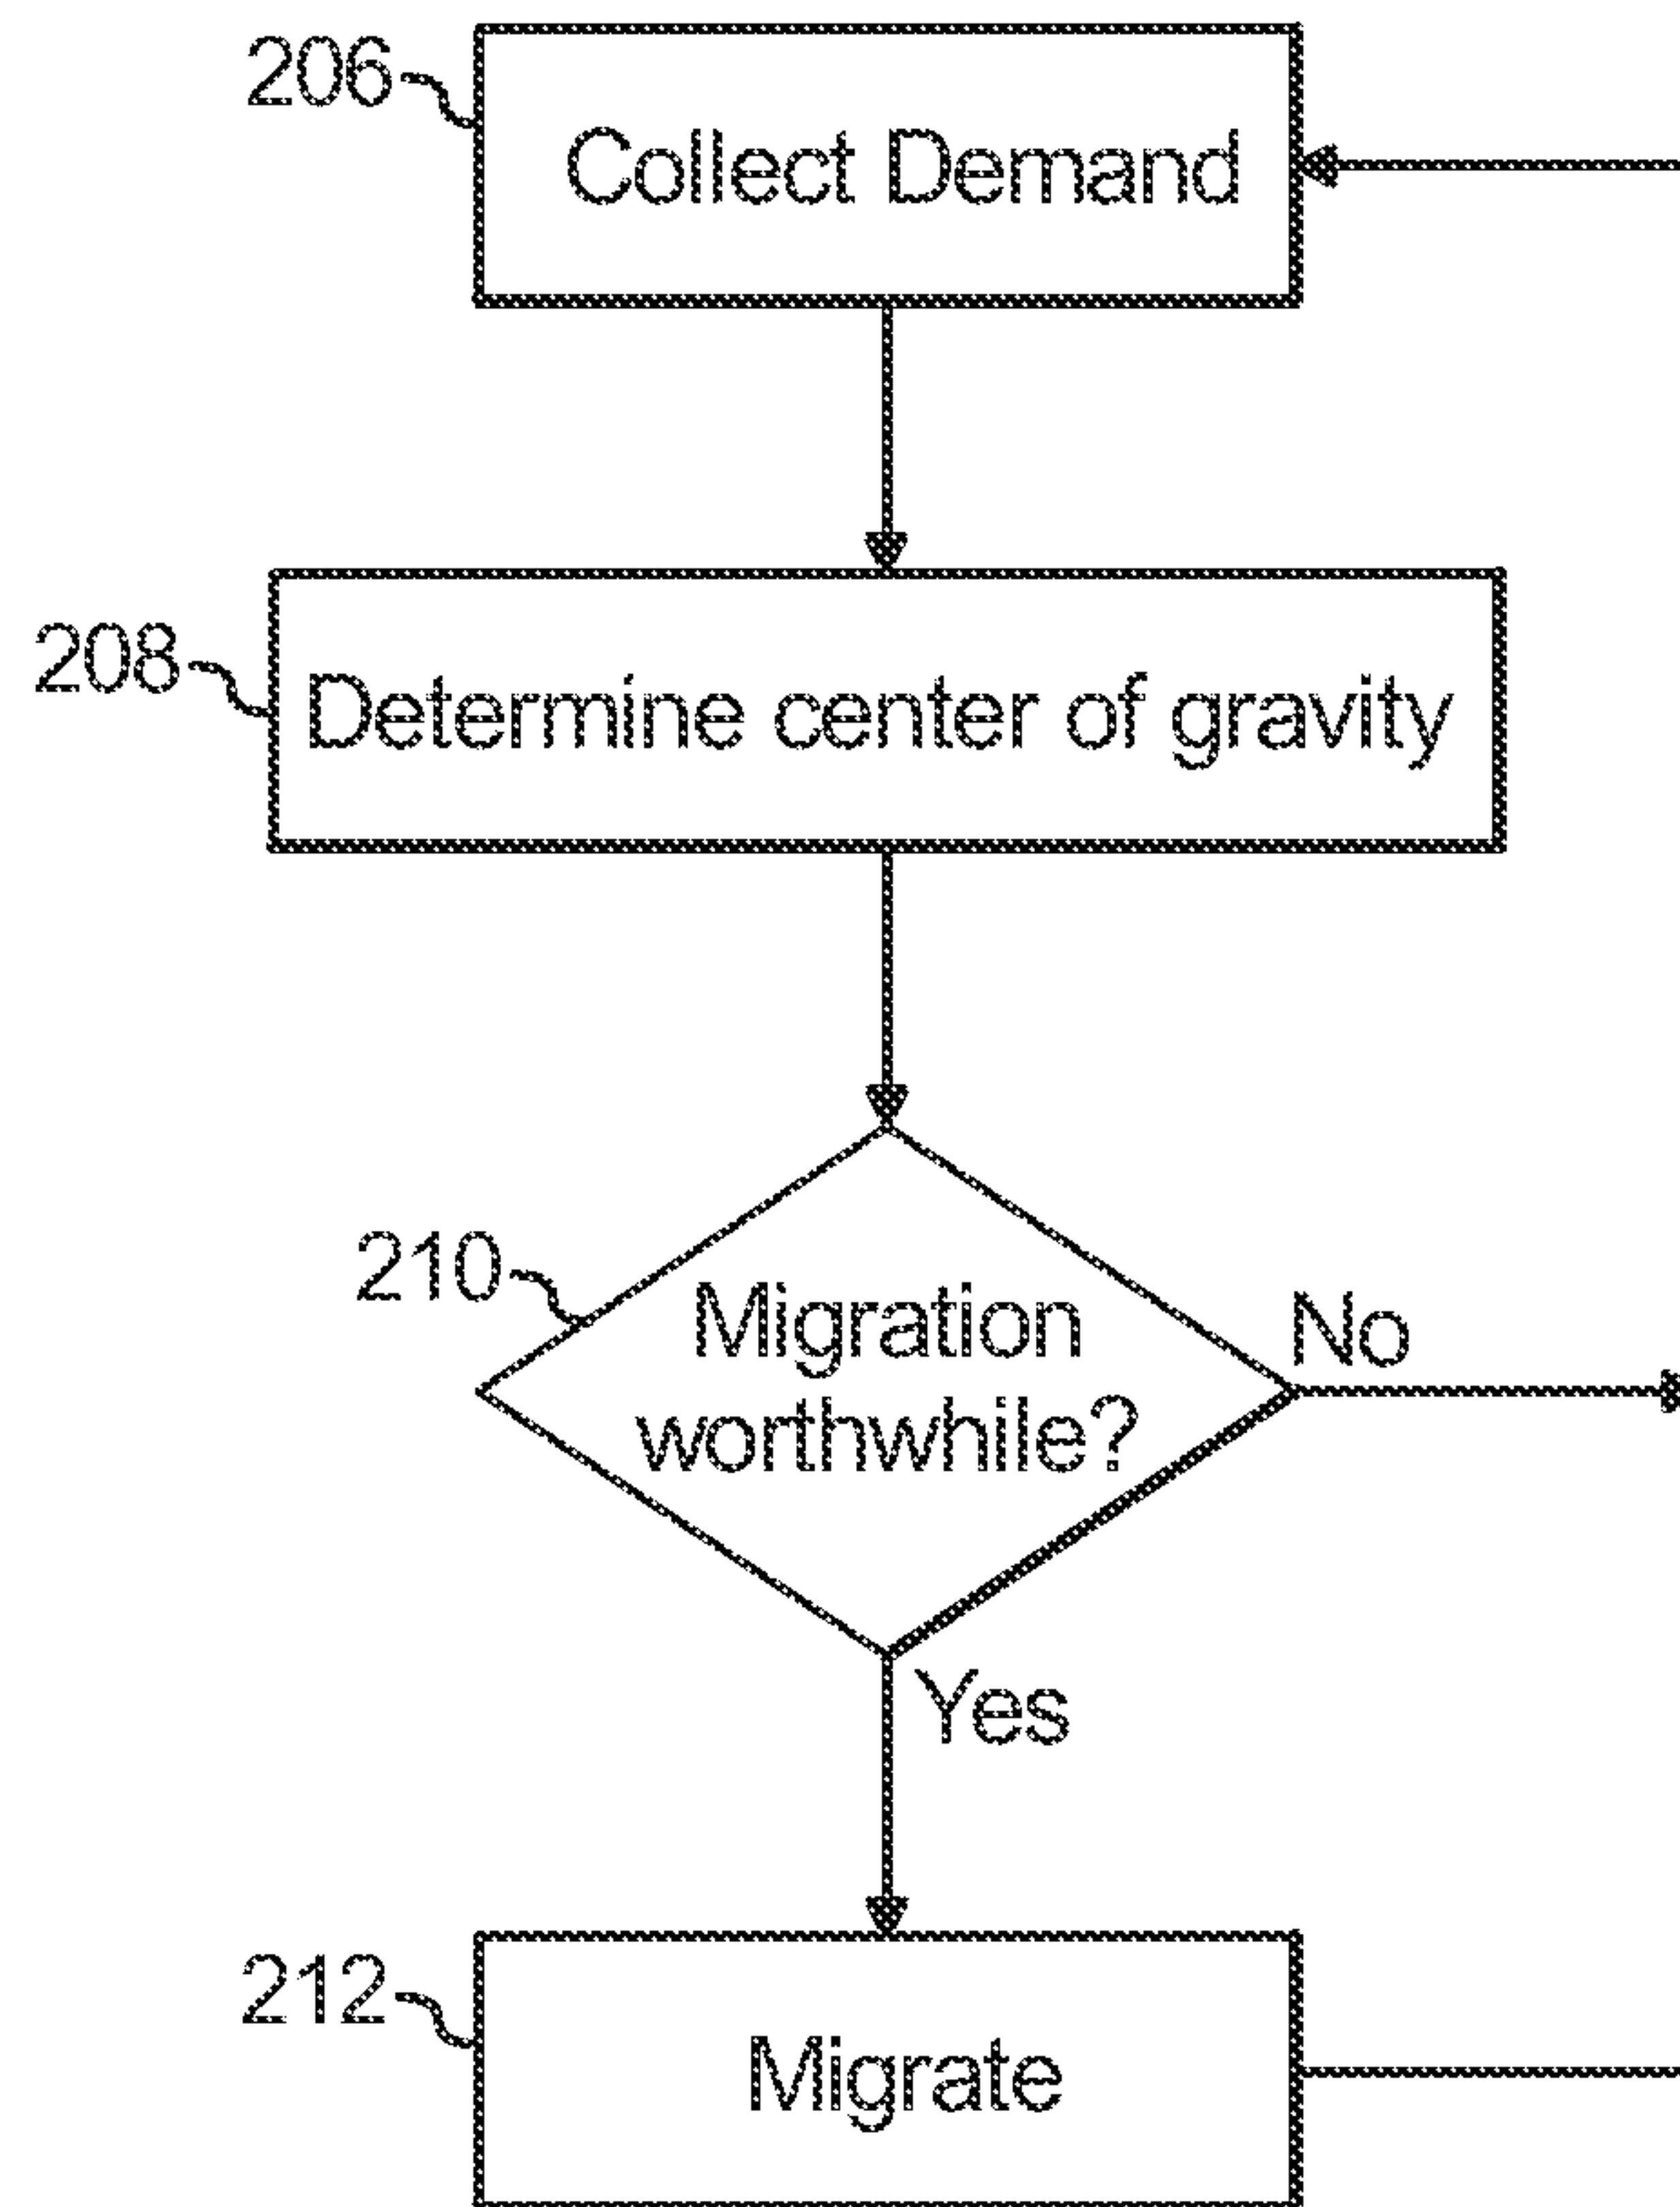 206
Collect Demand
208
Determine center of gravity
210
Migration
worthwhile?
No
Yes
212
Migrate